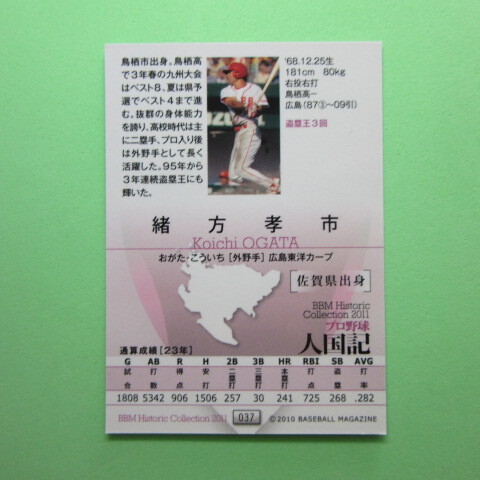 鳥栖市出身。鳥栖高
で3年春の九州大会
はベスト8、夏は県予
選でベスト4まで進
む。抜群の身体能力
を誇り、高校時代は主
に二塁手、プロ入り後
は外野手として長く
活躍した。95年から
3年連続盗塁王にも
輝いた。
'68.12.25生
181cm 80kg
右投右打
鳥栖高－
広島(87③～09引)
盗塁王3回
緒方孝市
Koichi OGATA
おがた・こういち[外野手]広島東洋カープ
佐賀県出身
BBM Historic
Collection 2011
プロ野球
人国記
通算成績[23年]
G AB R H 2B 3B HR RBI SB AVG
試合 打数 得点 安打 二塁打 三塁打 本塁打 打点 盗塁 打率
1808 5342 906 1506 257 30 241 725 268 .282
BBM Historic Collection 2011 037 ©2010 BASEBALL MAGAZINE